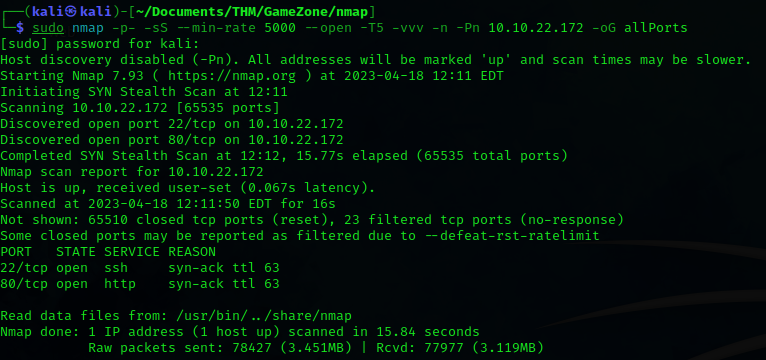 ┌──(kali㉿kali)-[~/Documents/THM/GameZone/nmap]
└─$ sudo nmap -p- -sS --min-rate 5000 --open -T5 -vvv -n -Pn 10.10.22.172 -oG allPorts
[sudo] password for kali:
Host discovery disabled (-Pn). All addresses will be marked 'up' and scan times may be slower.
Starting Nmap 7.93 ( https://nmap.org ) at 2023-04-18 12:11 EDT
Initiating SYN Stealth Scan at 12:11
Scanning 10.10.22.172 [65535 ports]
Discovered open port 22/tcp on 10.10.22.172
Discovered open port 80/tcp on 10.10.22.172
Completed SYN Stealth Scan at 12:12, 15.77s elapsed (65535 total ports)
Nmap scan report for 10.10.22.172
Host is up, received user-set (0.067s latency).
Scanned at 2023-04-18 12:11:50 EDT for 16s
Not shown: 65510 closed tcp ports (reset), 23 filtered tcp ports (no-response)
Some closed ports may be reported as filtered due to --defeat-rst-ratelimit
PORT   STATE SERVICE REASON
22/tcp open  ssh     syn-ack ttl 63
80/tcp open  http    syn-ack ttl 63

Read data files from: /usr/bin/../share/nmap
Nmap done: 1 IP address (1 host up) scanned in 15.84 seconds
           Raw packets sent: 78427 (3.451MB) | Rcvd: 77977 (3.119MB)